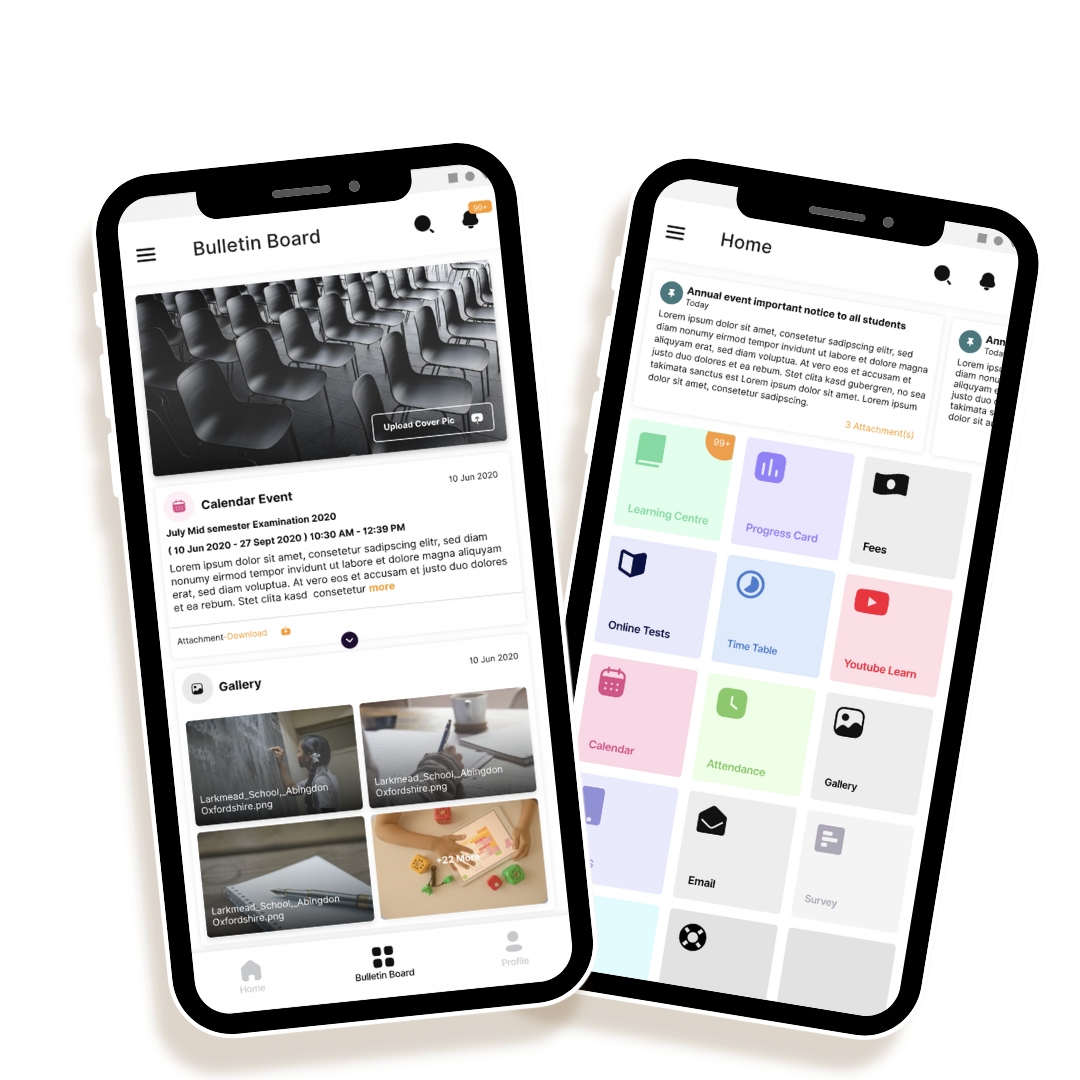 Bulletin Board
99+
Upload Cover Pic
Calendar Event
10 Jun 2020
July Mid semester Examination 2020
( 10 Jun 2020 - 27 Sept 2020 ) 10:30 AM - 12:39 PM
Lorem ipsum dolor sit amet, consetetur sadipscing elitr, sed diam
nonumy eirmod tempor invidunt ut labore et dolore magna aliquyam
erat, sed diam voluptua. At vero eos et accusam et justo duo dolores
et ea rebum. Stet clita kasd consetetur more
Attachment-Download
Gallery
10 Jun 2020
Larkmead_School,_Abingdon
Oxfordshire.png
Larkmead_School,_Abingdon
Oxfordshire.png
Larkmead_School,_Abingdon
Oxfordshire.png
+22 More
Home
Bulletin Board
Profile
Home
Annual event important notice to all students
Today
Lorem ipsum dolor sit amet, consetetur sadipscing elitr, sed
diam nonumy eirmod tempor invidunt ut labore et dolore magna
aliquyam erat, sed diam voluptua. At vero eos et accusam et
justo duo dolores et ea rebum. Stet clita kasd gubergren, no sea
takimata sanctus est Lorem ipsum dolor sit amet. Lorem ipsum
dolor sit amet, consetetur sadipscing.
3 Attachment(s)
Ann
Toda
Lorem ips
diam nonu
aliquyam e
justo duo
takimata s
dolor sit a
99+
Learning Centre
Progress Card
Fees
Online Tests
Time Table
Youtube Learn
Calendar
Attendance
Gallery
s
Email
Survey